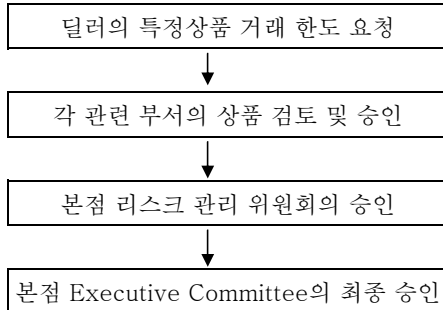 딜러의 특정상품 거래 한도 요청
각 관련 부서의 상품 검토 및 승인
본점 리스크 관리 위원회의 승인
본점 Executive Committee의 최종 승인